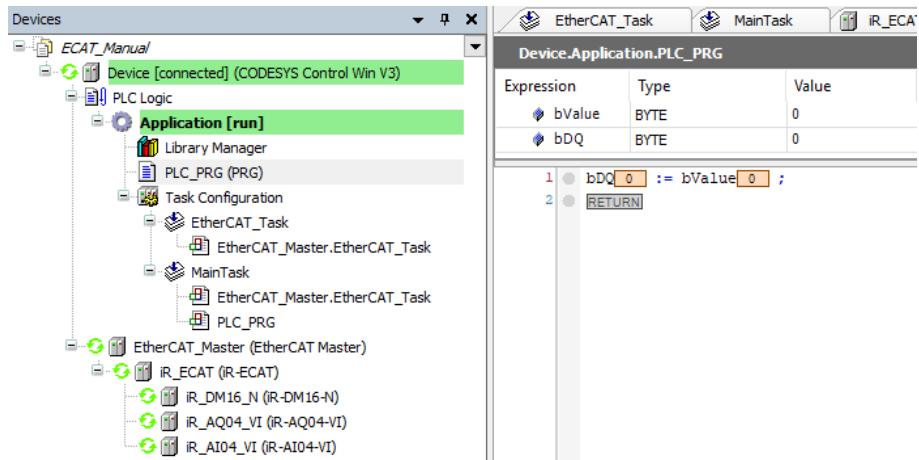 Devices
ECAT_Manual
Device [connected] (CODESYS Control Win V3)
PLC Logic
Application [run]
Library Manager
PLC_PRG (PRG)
Task Configuration
EtherCAT_Task
EtherCAT_Master.EtherCAT_Task
MainTask
EtherCAT_Master.EtherCAT_Task
PLC_PRG
EtherCAT_Master (EtherCAT Master)
iR_ECAT (iR-ECAT)
iR_DM16_N (iR-DM16-N)
iR_AQ04_VI (iR-AQ04-VI)
iR_AI04_VI (iR-AI04-VI)
EtherCAT_Task MainTask iR_ECAT
Device.Application.PLC_PRG
Expression Type Value
bValue BYTE 0
bDQ BYTE 0
1 bDQ 0 := bValue 0 ;
2 RETURN